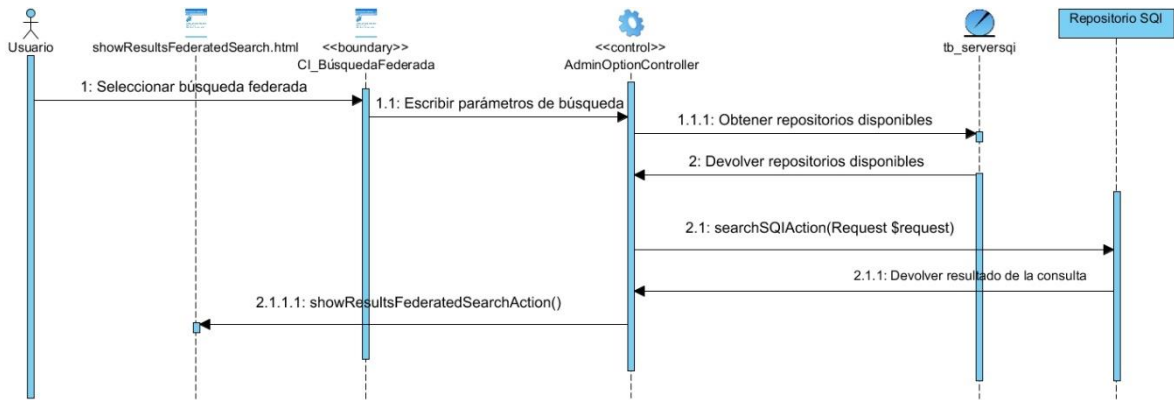 Usuario
showResultsFederatedSearch.html
<<boundary>>
CI_BúsquedaFederada
<<control>>
AdminOptionController
tb_serversqi
Repositorio SQI
1: Seleccionar búsqueda federada
1.1: Escribir parámetros de búsqueda
1.1.1: Obtener repositorios disponibles
2: Devolver repositorios disponibles
2.1: searchSQIAction(Request $request)
2.1.1: Devolver resultado de la consulta
2.1.1.1: showResultsFederatedSearchAction()